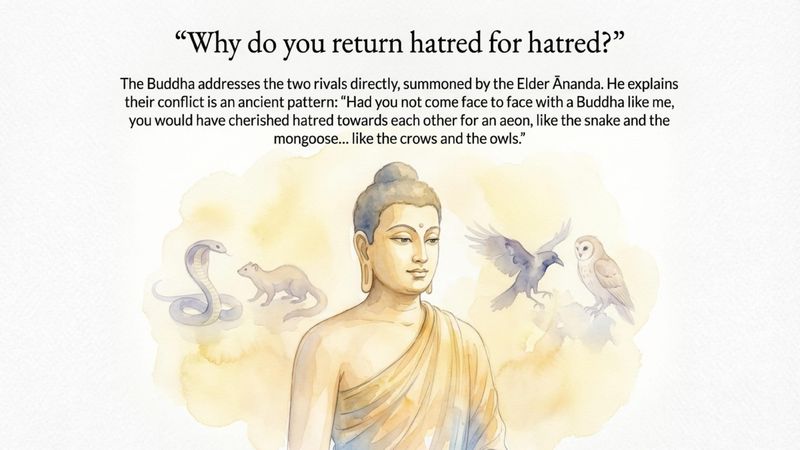 “Why do you return hatred for hatred?”
The Buddha addresses the two rivals directly, summoned by the Elder Ānanda. He explains
their conflict is an ancient pattern: “Had you not come face to face with a Buddha like me,
you would have cherished hatred towards each other for an aeon, like the snake and the
mongoose... like the crows and the owls.”